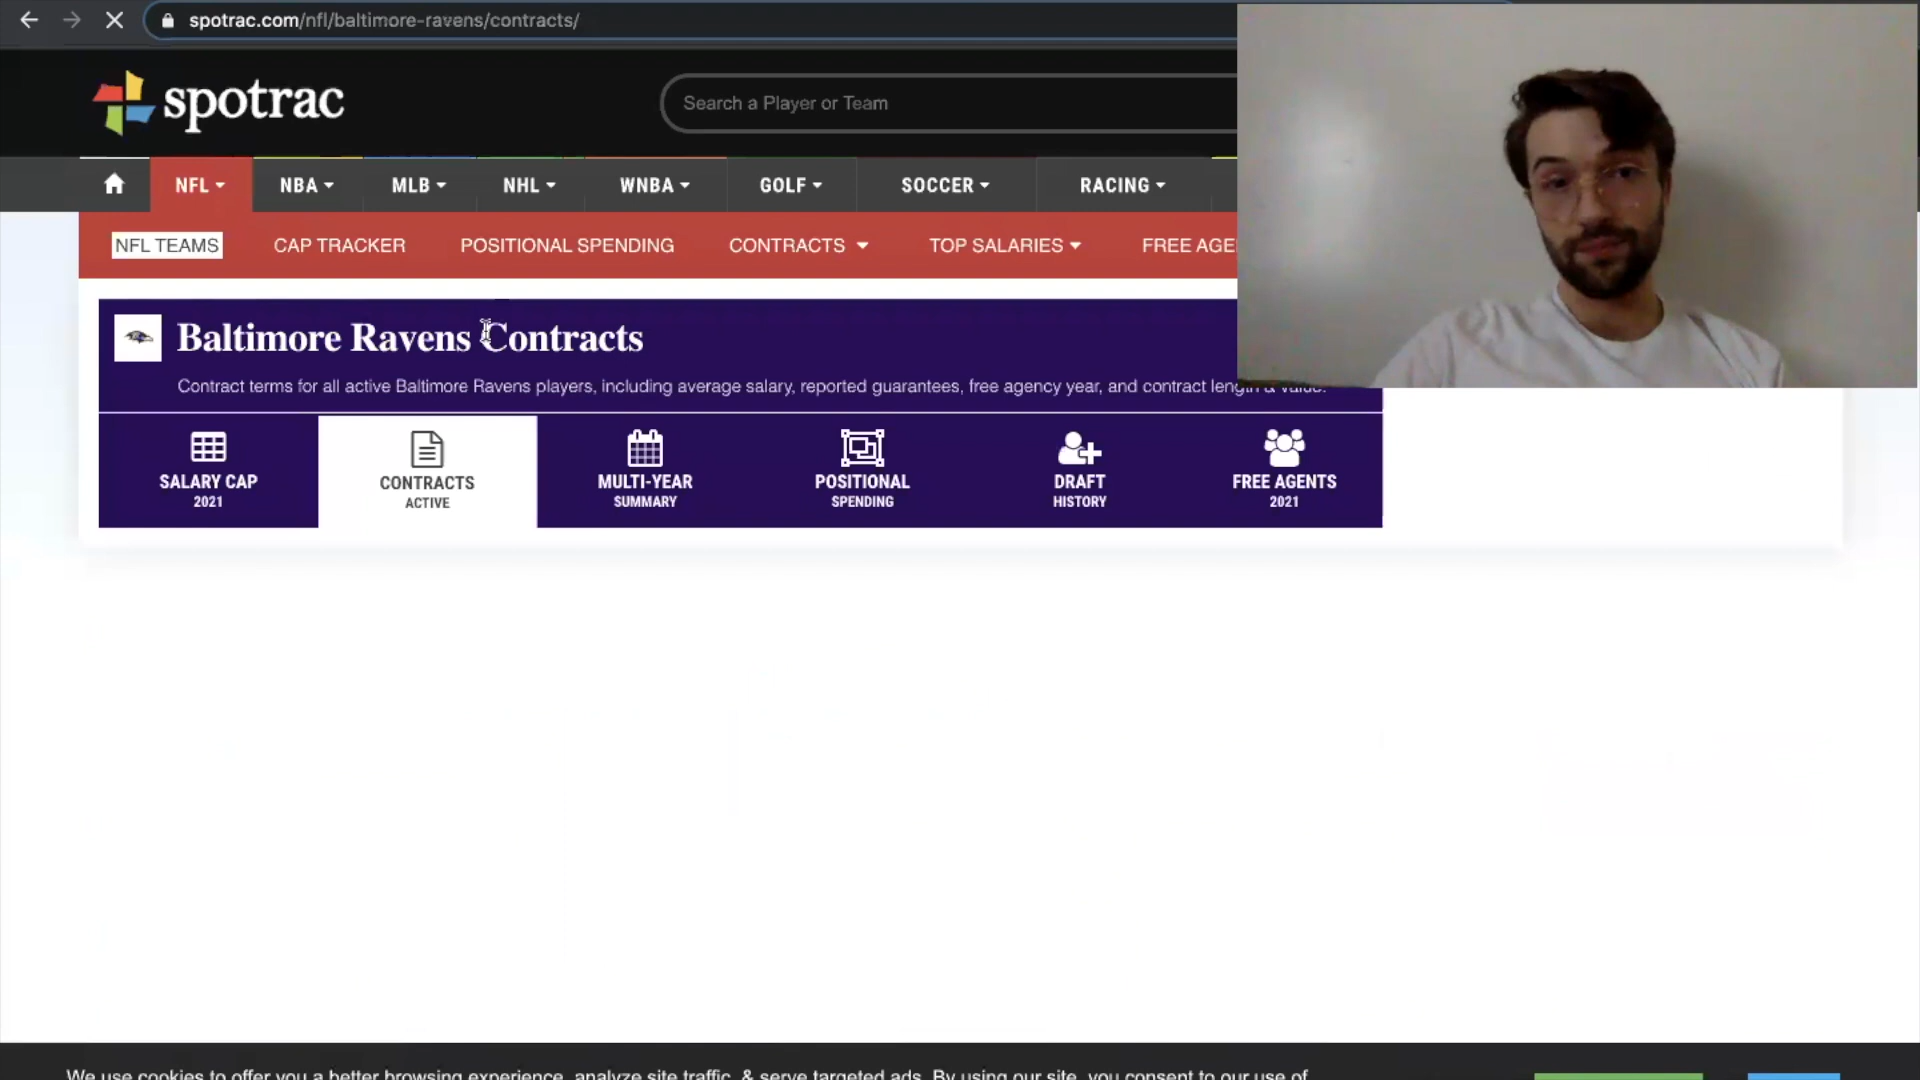 spotrac.com/nfl/baltimore-ravens/contracts/
spotrac
Search a Player or Team
NFL NBA MLB NHL WNBA GOLF SOCCER RACING
NFL TEAMS CAP TRACKER POSITIONAL SPENDING CONTRACTS TOP SALARIES FREE AGE
Baltimore Ravens Contracts
Contract terms for all active Baltimore Ravens players, including average salary, reported guarantees, free agency year, and contract length & value.
SALARY CAP CONTRACTS MULTI-YEAR POSITIONAL DRAFT FREE AGENTS
2021 ACTIVE SUMMARY SPENDING HISTORY 2021
We use cookies to offer you a better browsing experience, analyze site traffic, & serve targeted ads. By using our site, you consent to our use of